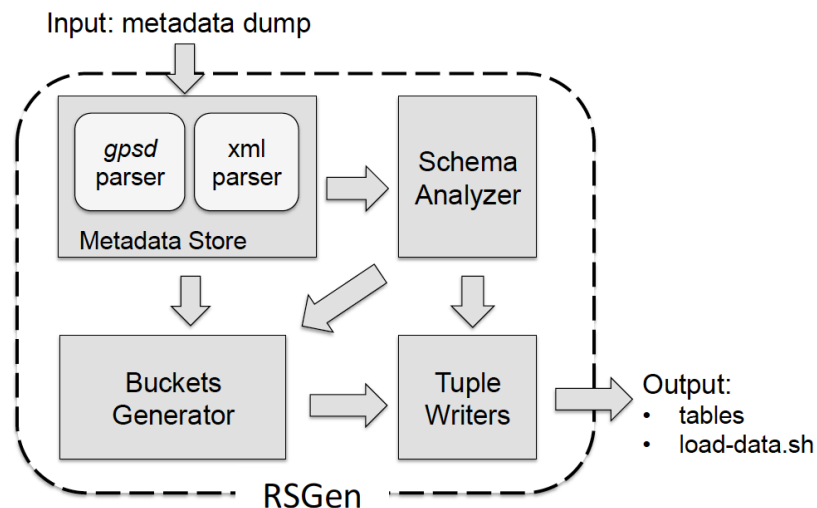 Input: metadata dump
gpsd
parser
xml
parser
Metadata Store
Schema
Analyzer
Buckets
Generator
Tuple
Writers
Output:
• tables
• load-data.sh
RSGen